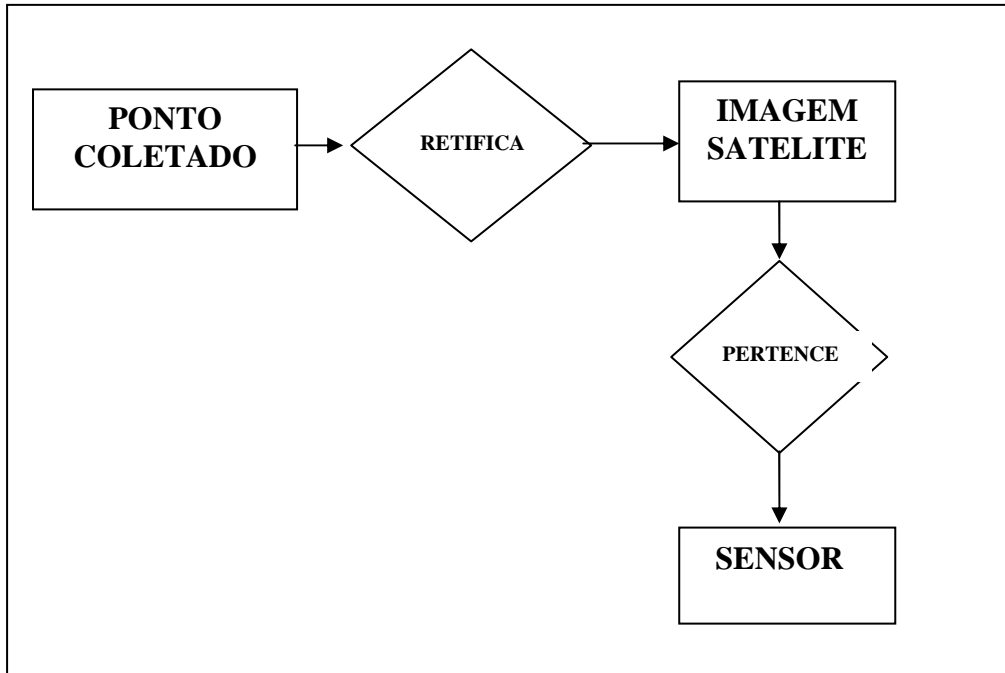 PONTO
COLETADO
RETIFICA
IMAGEM
SATELITE
PERTENCE
SENSOR